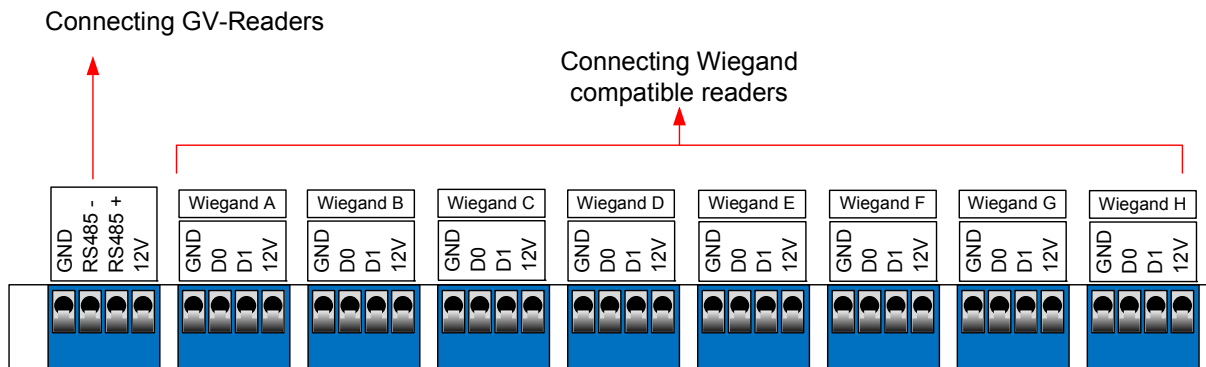 Connecting GV-Readers
Connecting Wiegand
compatible readers
GND
RS485 -
RS485 +
12V
Wiegand A
GND
D0
D1
12V
Wiegand B
GND
D0
D1
12V
Wiegand C
GND
D0
D1
12V
Wiegand D
GND
D0
D1
12V
Wiegand E
GND
D0
D1
12V
Wiegand F
GND
D0
D1
12V
Wiegand G
GND
D0
D1
12V
Wiegand H
GND
D0
D1
12V